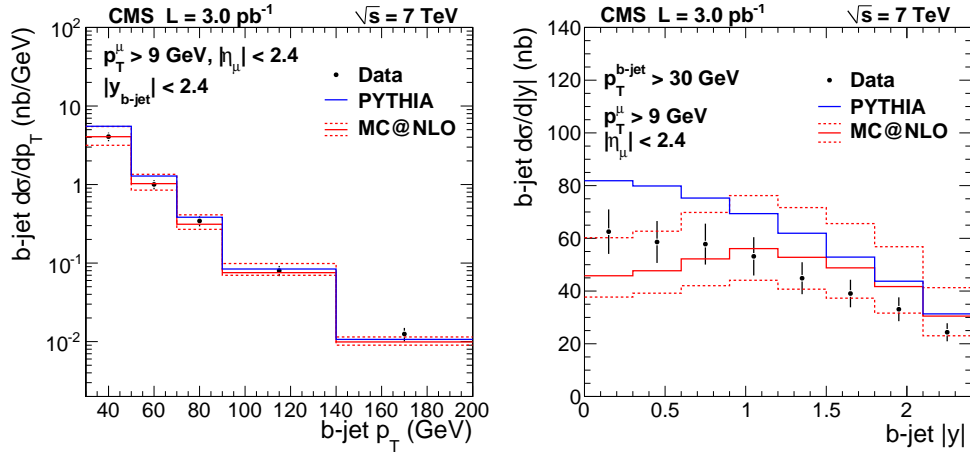 CMS L = 3.0 pb⁻¹ √s = 7 TeV
p_T^μ > 9 GeV, |η_μ| < 2.4
|y_b-jet| < 2.4
Data
PYTHIA
MC@NLO
b-jet dσ/dp_T (nb/GeV)
10²
10
1
10⁻¹
10⁻²
40 60 80 100 120 140 160 180 200
b-jet p_T (GeV)
CMS L = 3.0 pb⁻¹ √s = 7 TeV
p_T^b-jet > 30 GeV
p_T^μ > 9 GeV
|η_μ| < 2.4
Data
PYTHIA
MC@NLO
b-jet dσ/d|y| (nb)
140
120
100
80
60
40
20
0
0 0.5 1 1.5 2
b-jet |y|